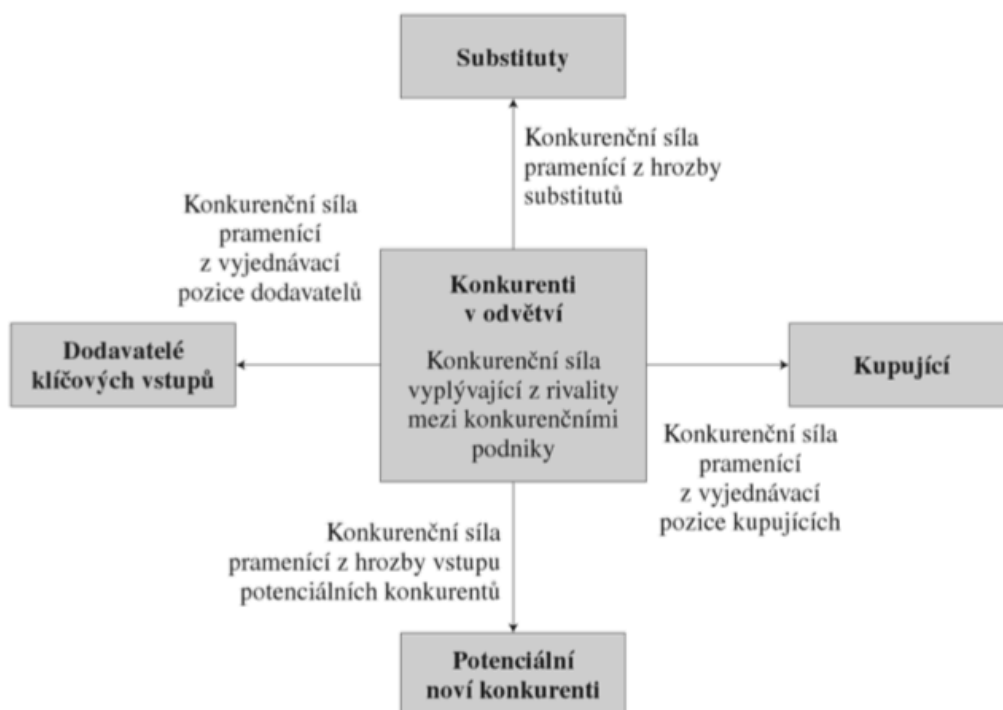 Substituty
Konkurenční síla
pramenící z hrozby
substitutů
Konkurenční síla
pramenící
z vyjednávací
pozice dodavatelů
Konkurenti
v odvětví
Konkurenční síla
vyplývající z rivality
mezi konkurenčními
podniky
Dodavatelé
klíčových vstupů
Kupující
Konkurenční síla
pramenící
z vyjednávací
pozice kupujících
Konkurenční síla
pramenící z hrozby vstupu
potenciálních konkurentů
Potenciální
noví konkurenti